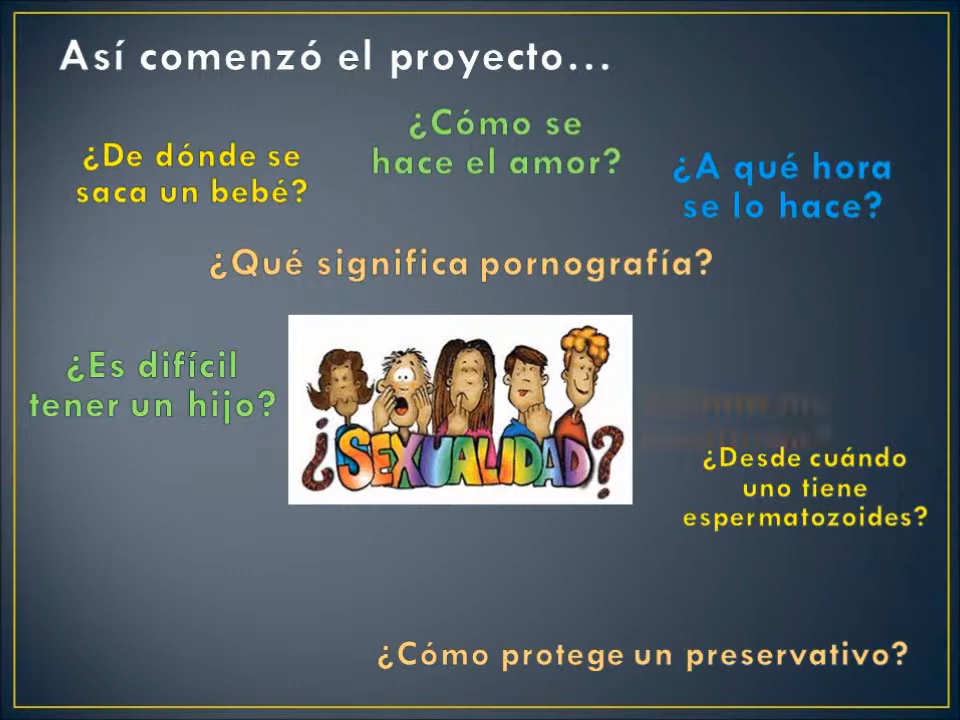 Así comenzó el proyecto...
¿De dónde se
saca un bebé?
¿Cómo se
hace el amor?
¿A qué hora
se lo hace?
¿Qué significa pornografía?
¿Es difícil
tener un hijo?
¿SEXUALIDAD?
¿Desde cuándo
uno tiene
espermatozoides?
¿Cómo protege un preservativo?